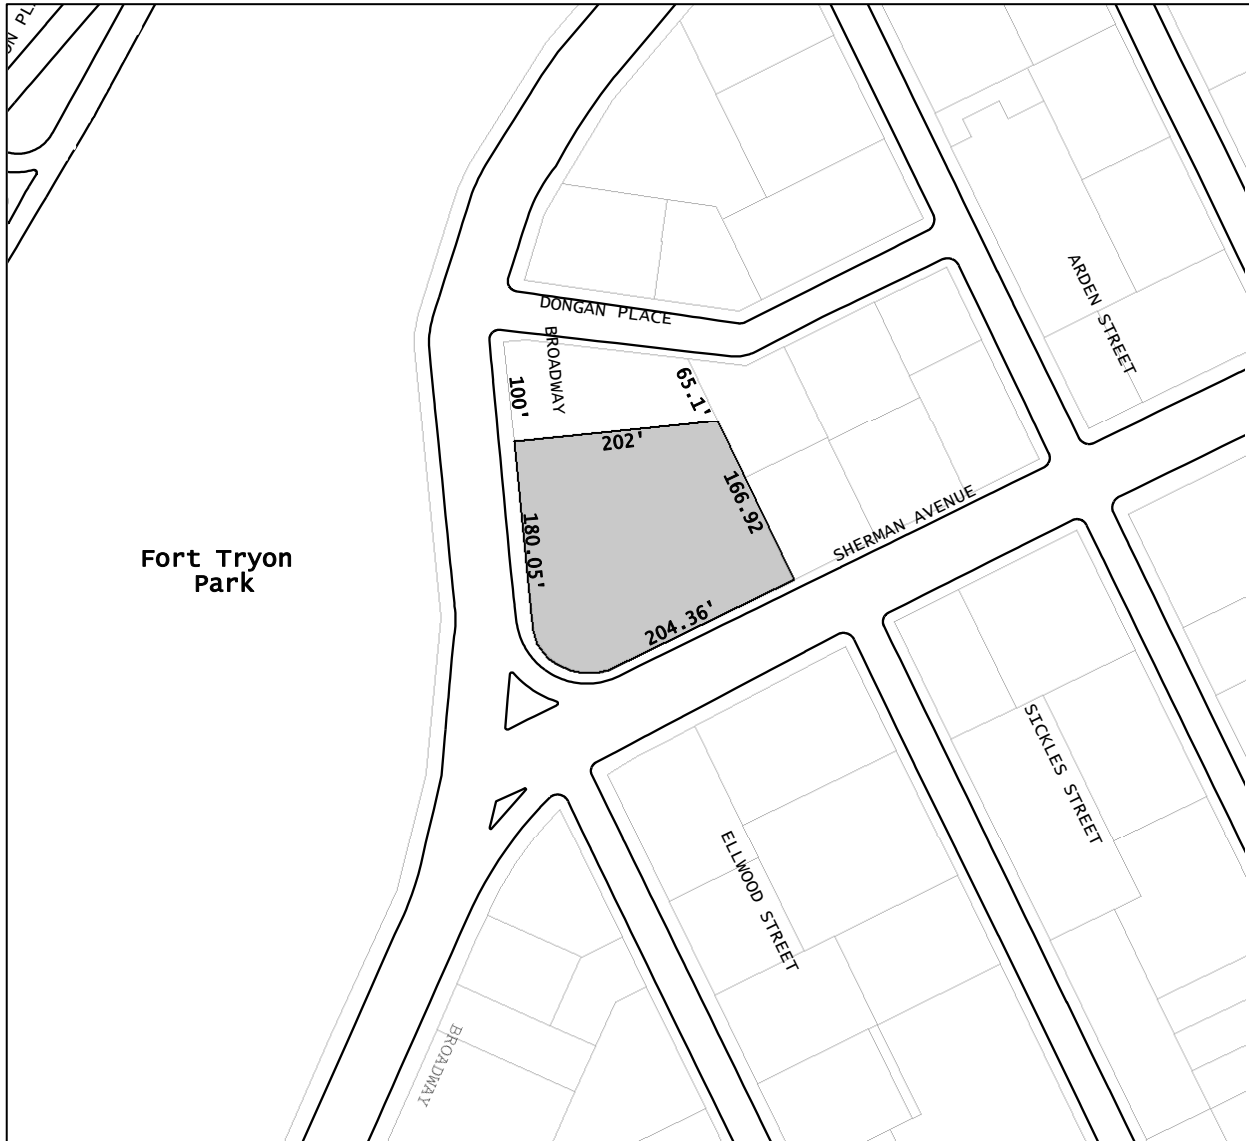 DONGAN PLACE
BROADWAY
100'
65.1'
202'
166.92
180.05'
204.36'
ARDEN STREET
SHERMAN AVENUE
Fort Tryon
Park
SICKLES STREET
ELLWOOD STREET
BROADWAY